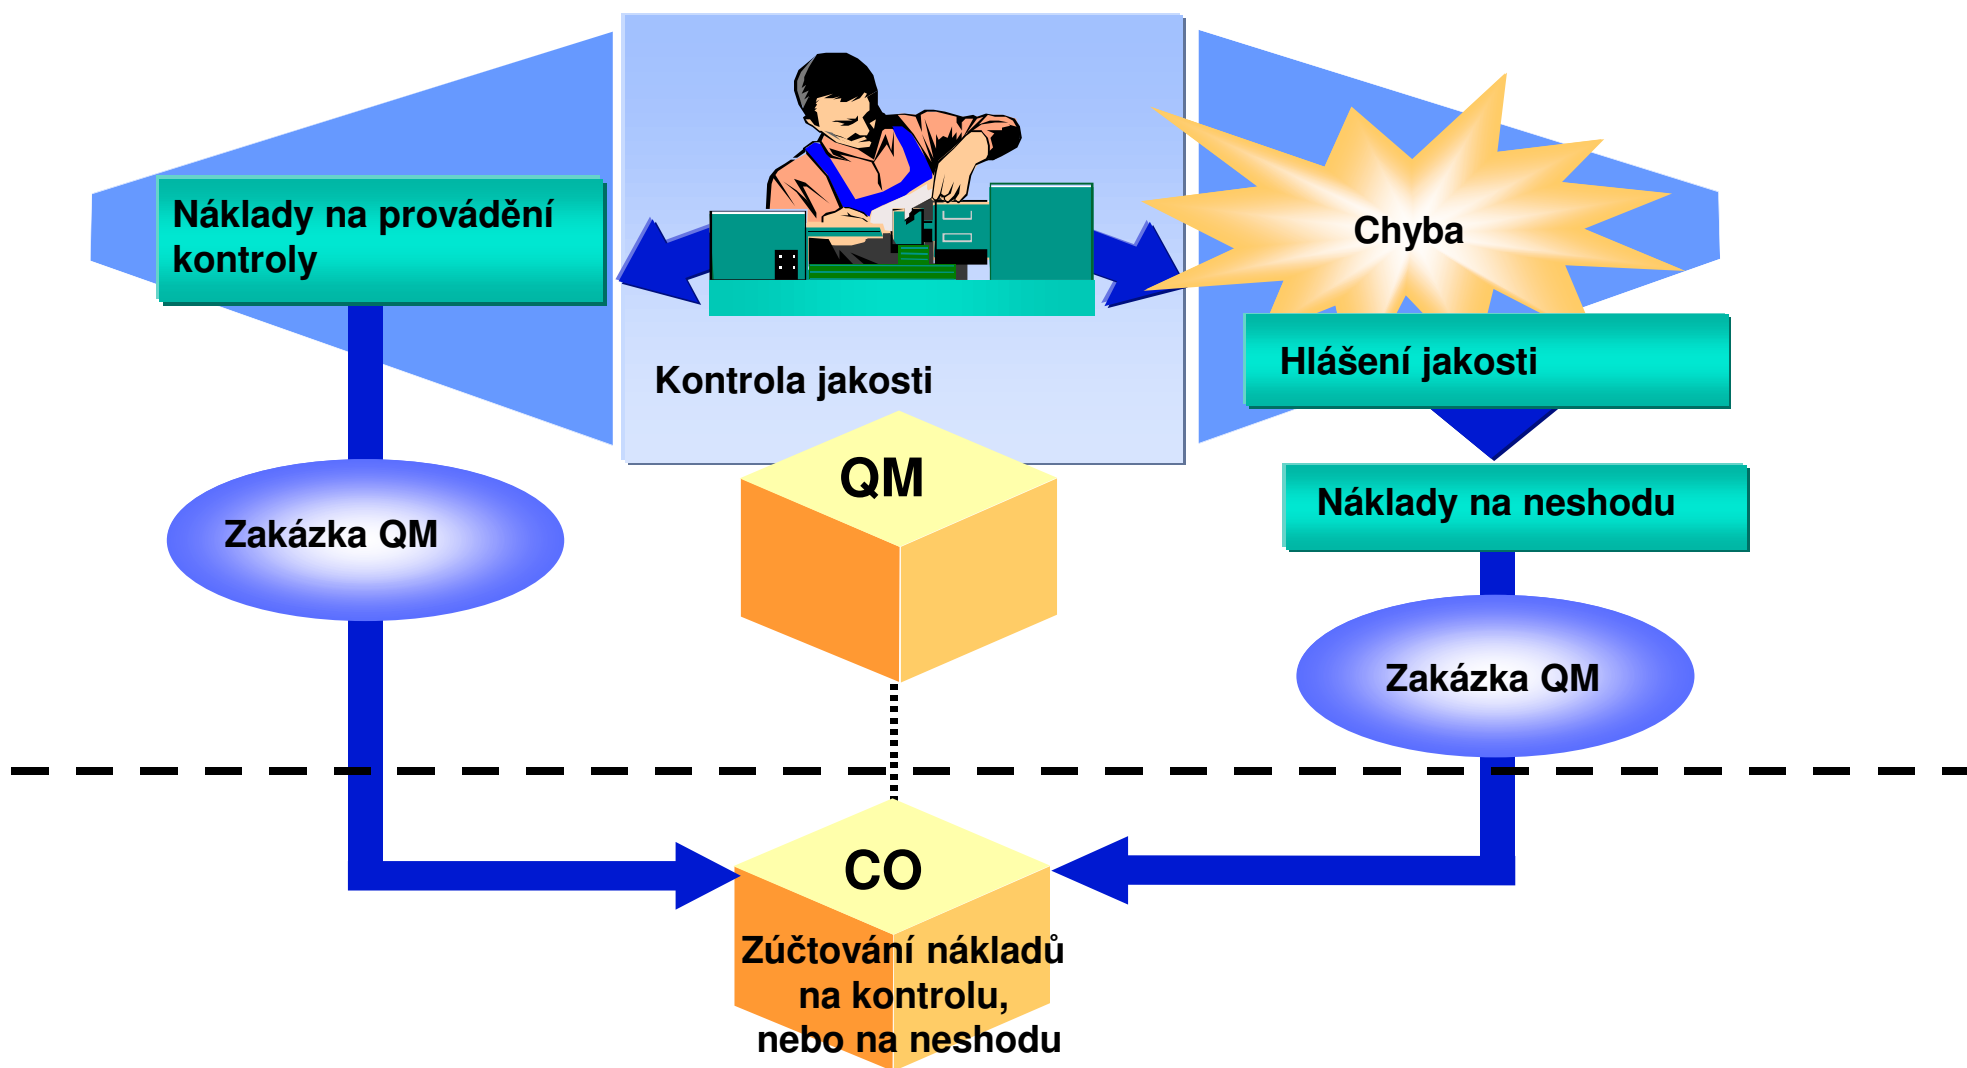 Náklady na provádění
kontroly
Chyba
Kontrola jakosti
Hlášení jakosti
QM
Náklady na neshodu
Zakázka QM
Zakázka QM
CO
Zúčtování nákladů
na kontrolu,
nebo na neshodu